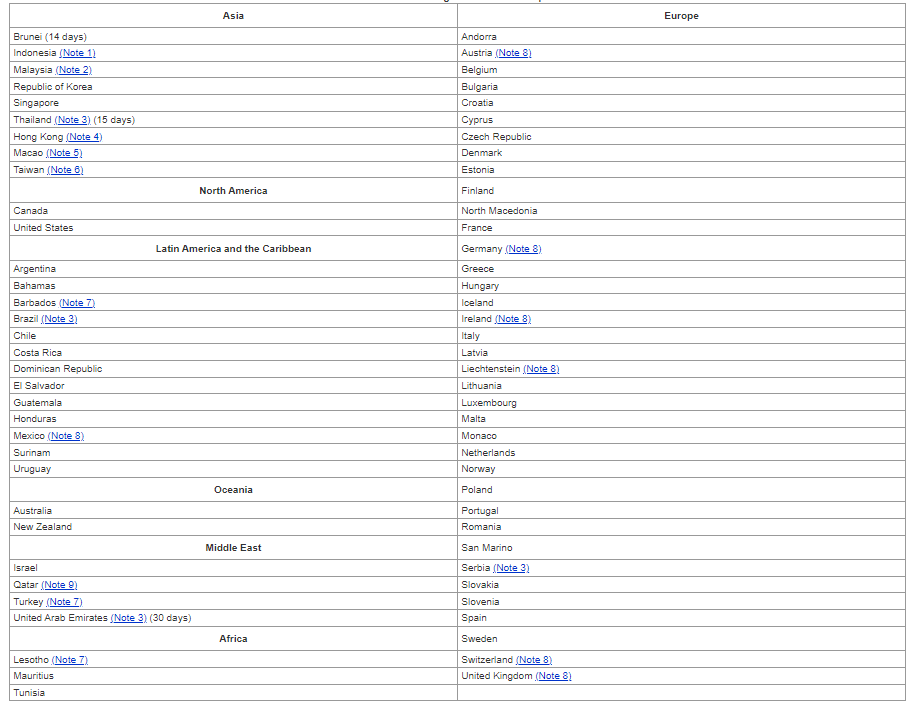 Asia
Europe
Brunei (14 days)
Andorra
Indonesia (Note 1)
Austria (Note 8)
Malaysia (Note 2)
Belgium
Republic of Korea
Bulgaria
Singapore
Croatia
Thailand (Note 3) (15 days)
Cyprus
Hong Kong (Note 4)
Czech Republic
Macao (Note 5)
Denmark
Taiwan (Note 6)
Estonia
North America
Finland
Canada
North Macedonia
United States
France
Latin America and the Caribbean
Germany (Note 8)
Argentina
Greece
Bahamas
Hungary
Barbados (Note 7)
Iceland
Brazil (Note 3)
Ireland (Note 8)
Chile
Italy
Costa Rica
Latvia
Dominican Republic
Liechtenstein (Note 8)
El Salvador
Lithuania
Guatemala
Luxembourg
Honduras
Malta
Mexico (Note 8)
Monaco
Surinam
Netherlands
Uruguay
Norway
Oceania
Poland
Australia
Portugal
New Zealand
Romania
Middle East
San Marino
Israel
Serbia (Note 3)
Qatar (Note 9)
Slovakia
Turkey (Note 7)
Slovenia
United Arab Emirates (Note 3) (30 days)
Spain
Africa
Sweden
Lesotho (Note 7)
Switzerland (Note 8)
Mauritius
United Kingdom (Note 8)
Tunisia